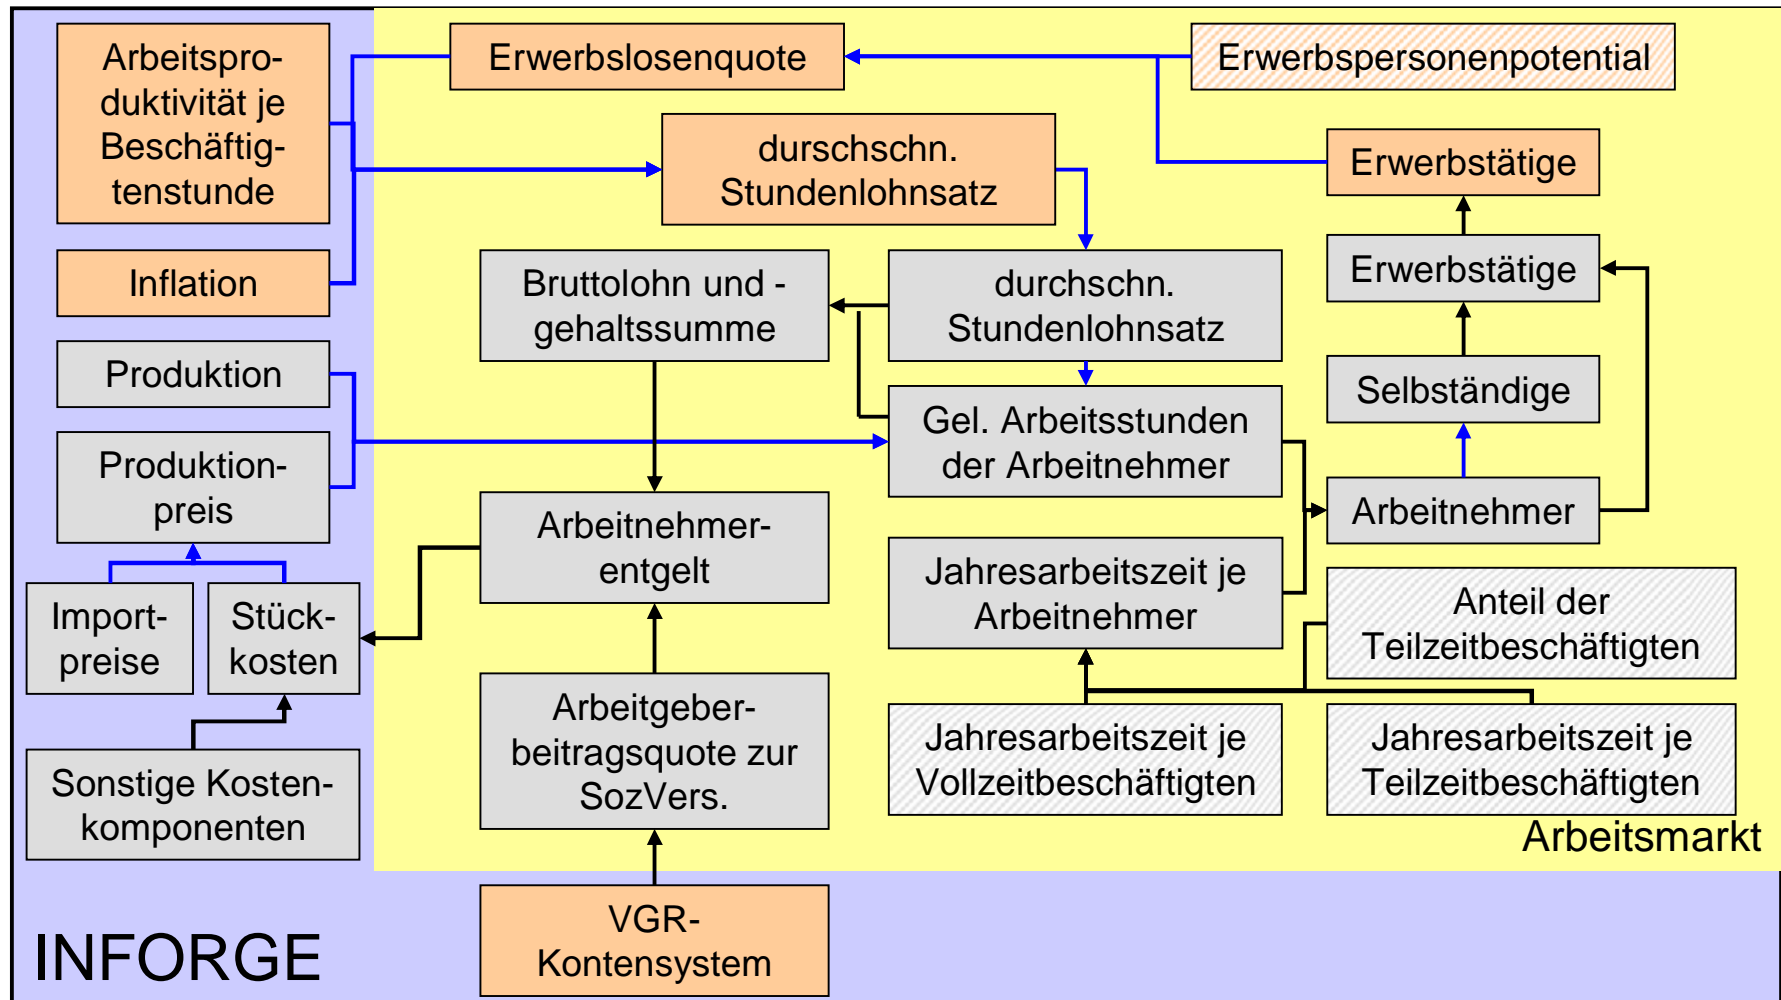 Arbeitspro-
duktivität je
Beschäftig-
tenstunde
Erwerbslosenquote
Erwerbspersonenpotential
durschschn.
Stundenlohnsatz
Erwerbstätige
Inflation
Bruttolohn und -
gehaltssumme
durchschn.
Stundenlohnsatz
Erwerbstätige
Produktion
Gel. Arbeitsstunden
der Arbeitnehmer
Selbständige
Produktion-
preis
Arbeitnehmer-
entgelt
Arbeitnehmer
Import-
preise
Stück-
kosten
Jahresarbeitszeit je
Arbeitnehmer
Anteil der
Teilzeitbeschäftigten
Sonstige Kosten-
komponenten
Arbeitgeber-
beitragsquote zur
SozVers.
Jahresarbeitszeit je
Vollzeitbeschäftigten
Jahresarbeitszeit je
Teilzeitbeschäftigten
Arbeitsmarkt
VGR-
Kontensystem
INFORGE